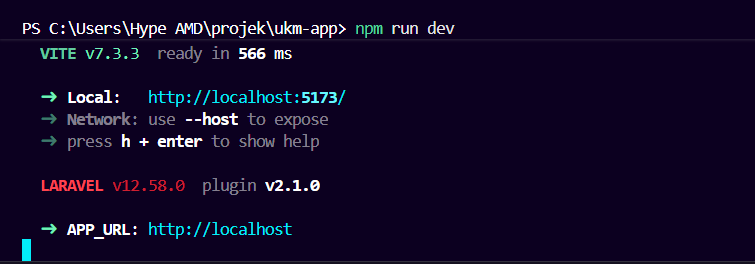 PS C:\Users\Hype AMD\projek\ukm-app> npm run dev
VITE v7.3.3 ready in 566 ms
➜ Local: http://localhost:5173/
➜ Network: use --host to expose
➜ press h + enter to show help
LARAVEL v12.58.0 plugin v2.1.0
➜ APP_URL: http://localhost